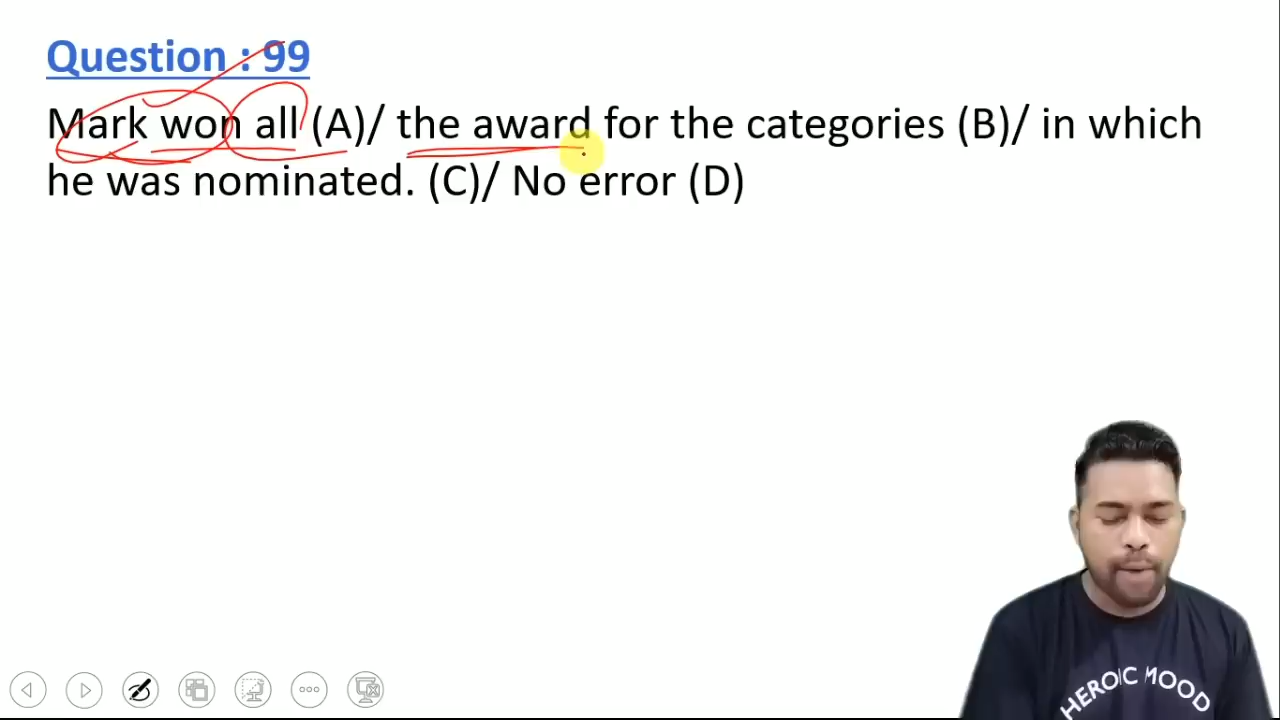 Question : 99
Mark won all (A)/ the award for the categories (B)/ in which
he was nominated. (C)/ No error (D)
HEROIC MOOD